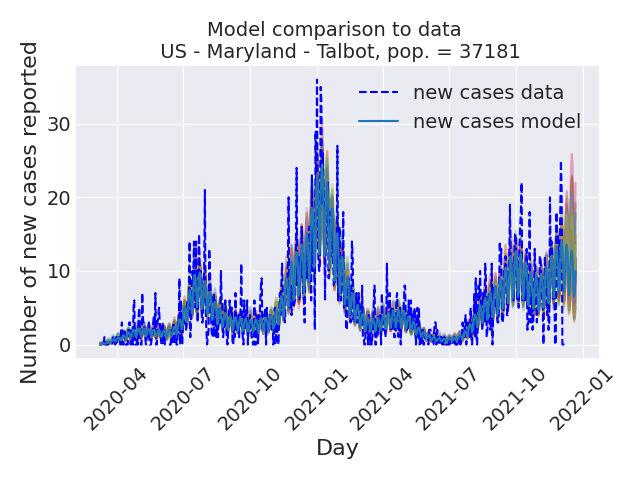 Model comparison to data
US - Maryland - Talbot, pop. = 37181
Number of new cases reported
30
20
10
0
new cases data
new cases model
2020-04
2020-07
2020-10
2021-01
2021-04
2021-07
2021-10
2022-01
Day